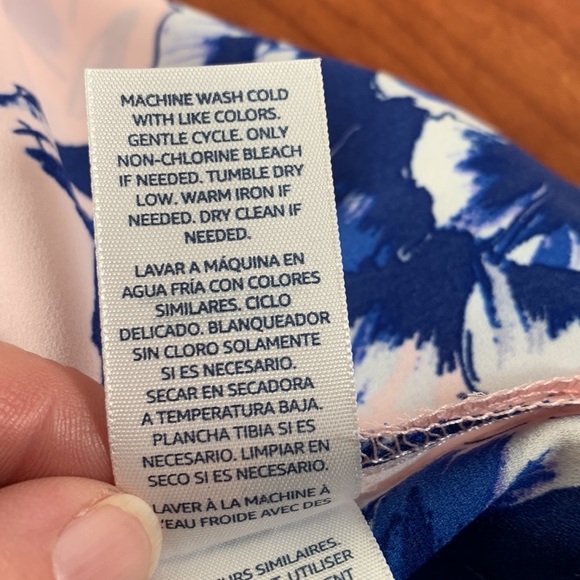 MACHINE WASH COLD
WITH LIKE COLORS.
GENTLE CYCLE. ONLY
NON-CHLORINE BLEACH
IF NEEDED. TUMBLE DRY
LOW. WARM IRON IF
NEEDED. DRY CLEAN IF
NEEDED.
LAVAR A MÁQUINA EN
AGUA FRÍA CON COLORES
SIMILARES. CICLO
DELICADO. BLANQUEADOR
SIN CLORO SOLAMENTE
SI ES NECESARIO.
SECAR EN SECADORA
A TEMPERATURA BAJA.
PLANCHA TIBIA SI ES
NECESARIO. LIMPIAR EN
SECO SI ES NECESARIO.
LAVER À LA MACHINE À
L'EAU FROIDE AVEC DES
SIMILAIRES.
UTILISER